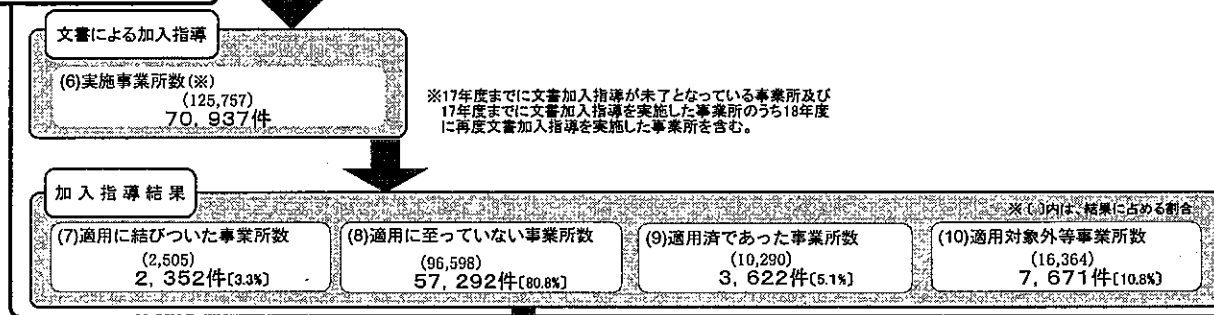 文書による加入指導
(6)実施事業所数(※)
(125,757)
70,937件
※17年度までに文書加入指導が未了となっている事業所及び
17年度までに文書加入指導を実施した事業所のうち18年度
に再度文書加入指導を実施した事業所を含む。
加入指導結果
※〔 〕内は、結果に占める割合
(7)適用に結びついた事業所数
(2,505)
2,352件〔3.3%〕
(8)適用に至っていない事業所数
(96,598)
57,292件〔80.8%〕
(9)適用済であった事業所数
(10,290)
3,622件〔5.1%〕
(10)適用対象外等事業所数
(16,364)
7,671件〔10.8%〕